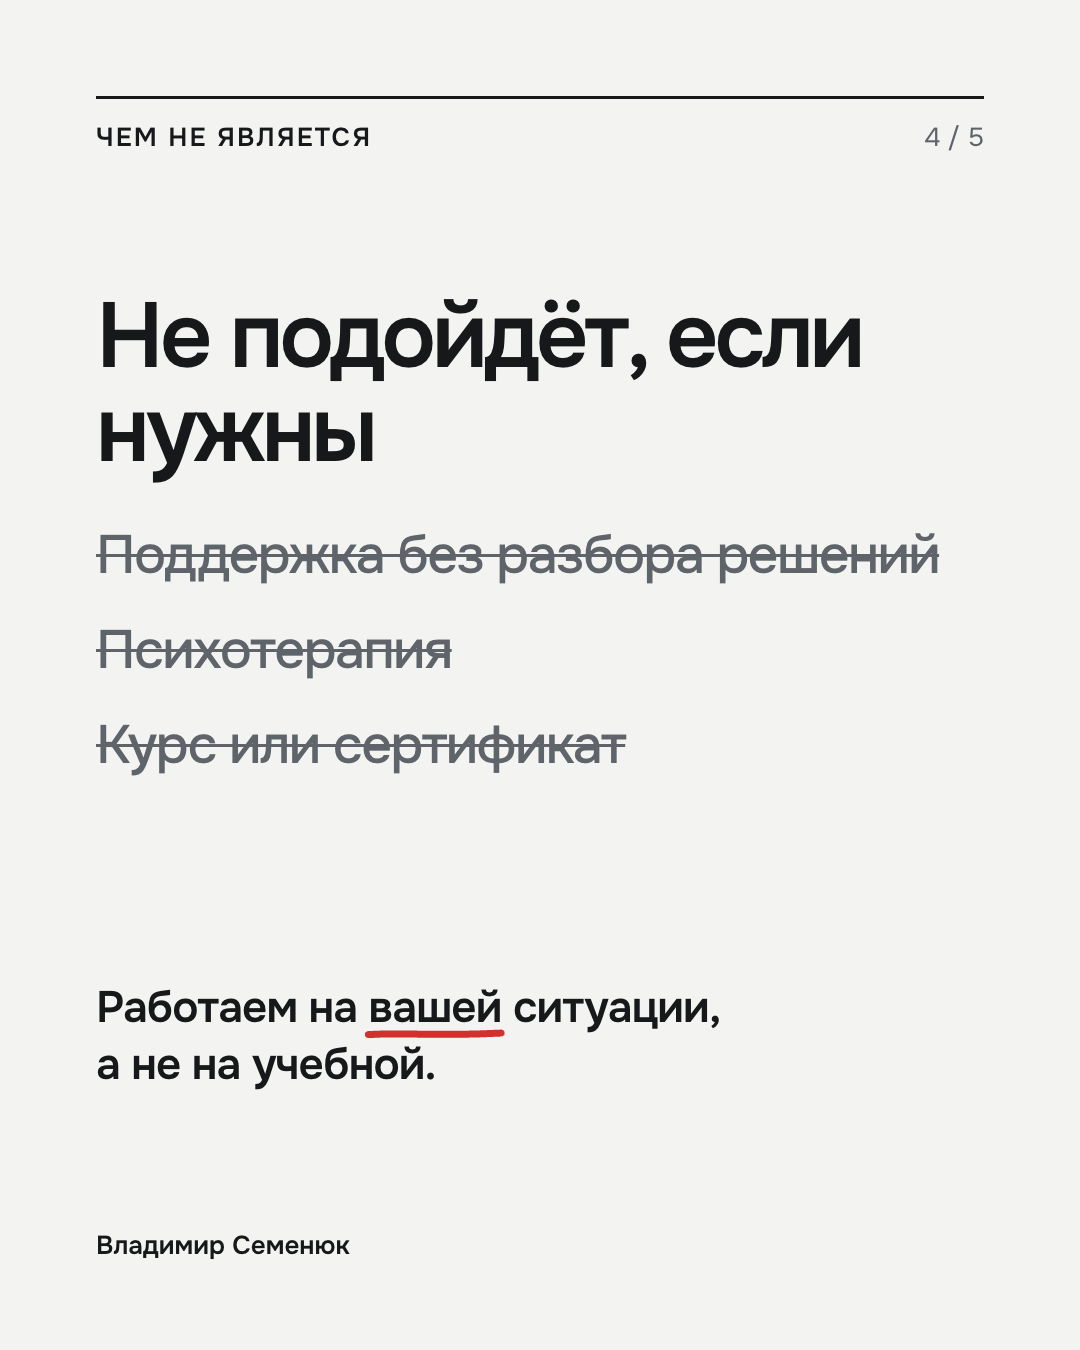 ЧЕМ НЕ ЯВЛЯЕТСЯ
4 / 5
Не подойдёт, если
нужны
Поддержка без разбора решений
Психотерапия
Курс или сертификат
Работаем на вашей ситуации,
а не на учебной.
Владимир Семенюк